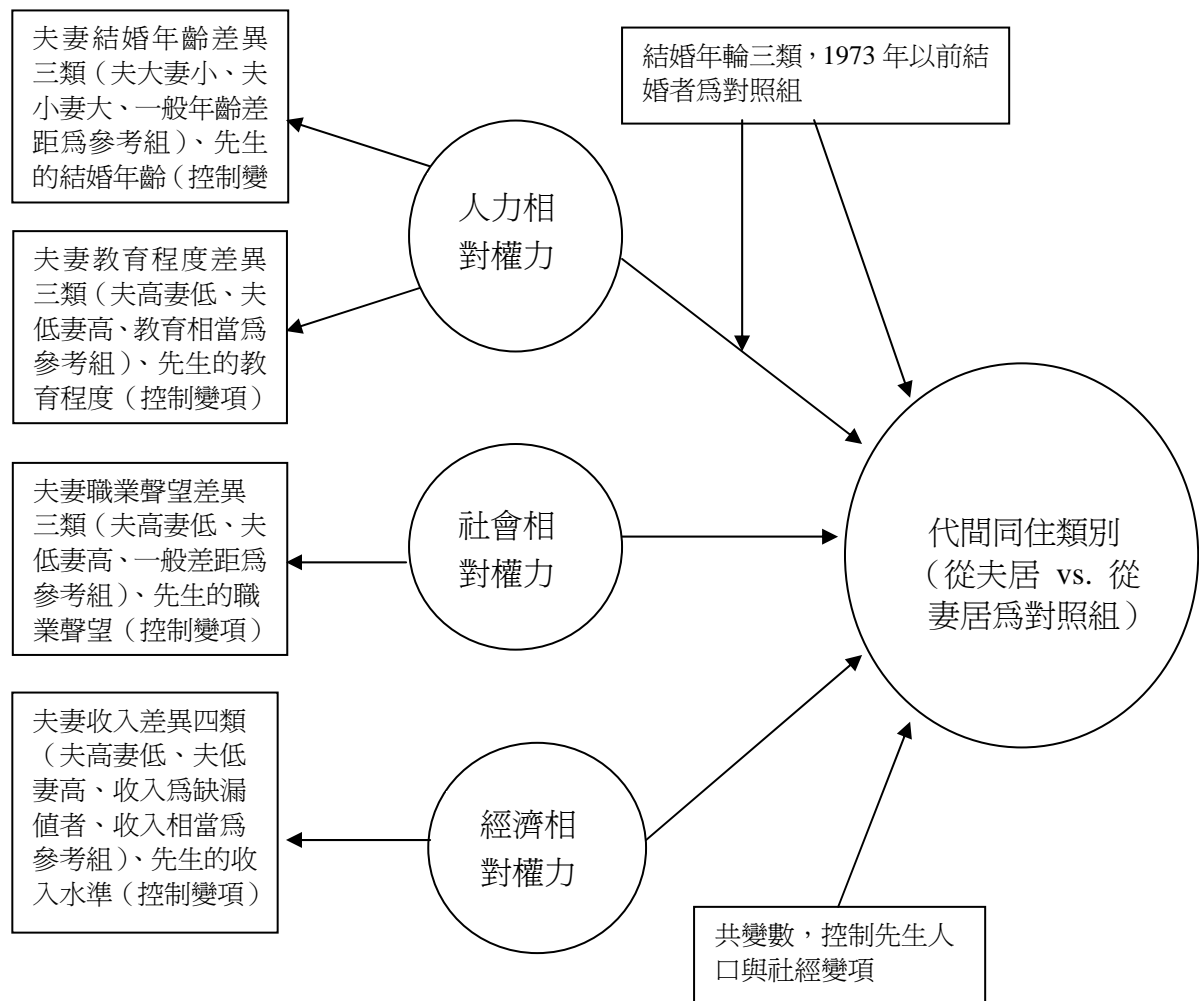 夫妻結婚年齡差異
三類（夫大妻小、夫
小妻大、一般年齡差
距爲參考組）、先生
的結婚年齡（控制變
結婚年輪三類，1973 年以前結
婚者爲對照組
人力相
對權力
夫妻教育程度差異
三類（夫高妻低、夫
低妻高、教育相當爲
參考組）、先生的教
育程度（控制變項）
夫妻職業聲望差異
三類（夫高妻低、夫
低妻高、一般差距爲
參考組）、先生的職
業聲望（控制變項）
社會相
對權力
代間同住類別
（從夫居 vs. 從
妻居爲對照組）
夫妻收入差異四類
（夫高妻低、夫低
妻高、收入爲缺漏
值者、收入相當爲
參考組）、先生的收
入水準（控制變項）
經濟相
對權力
共變數，控制先生人
口與社經變項